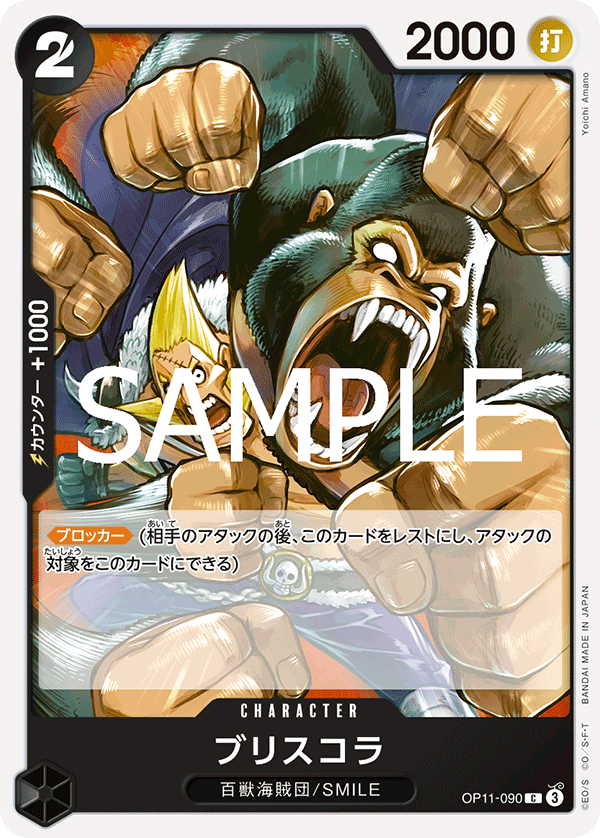 2
2000
打
Yoichi Amano
カウンター +1000
SAMPLE
ブロッカー (相手のアタックの後、このカードをレストにし、アタックの
対象をこのカードにできる)
CHARACTER
ブリスコラ
百獣海賊団/SMILE
OP11-090 C 3
©E.O/S ©O/S・F・T BANDAI MADE IN JAPAN